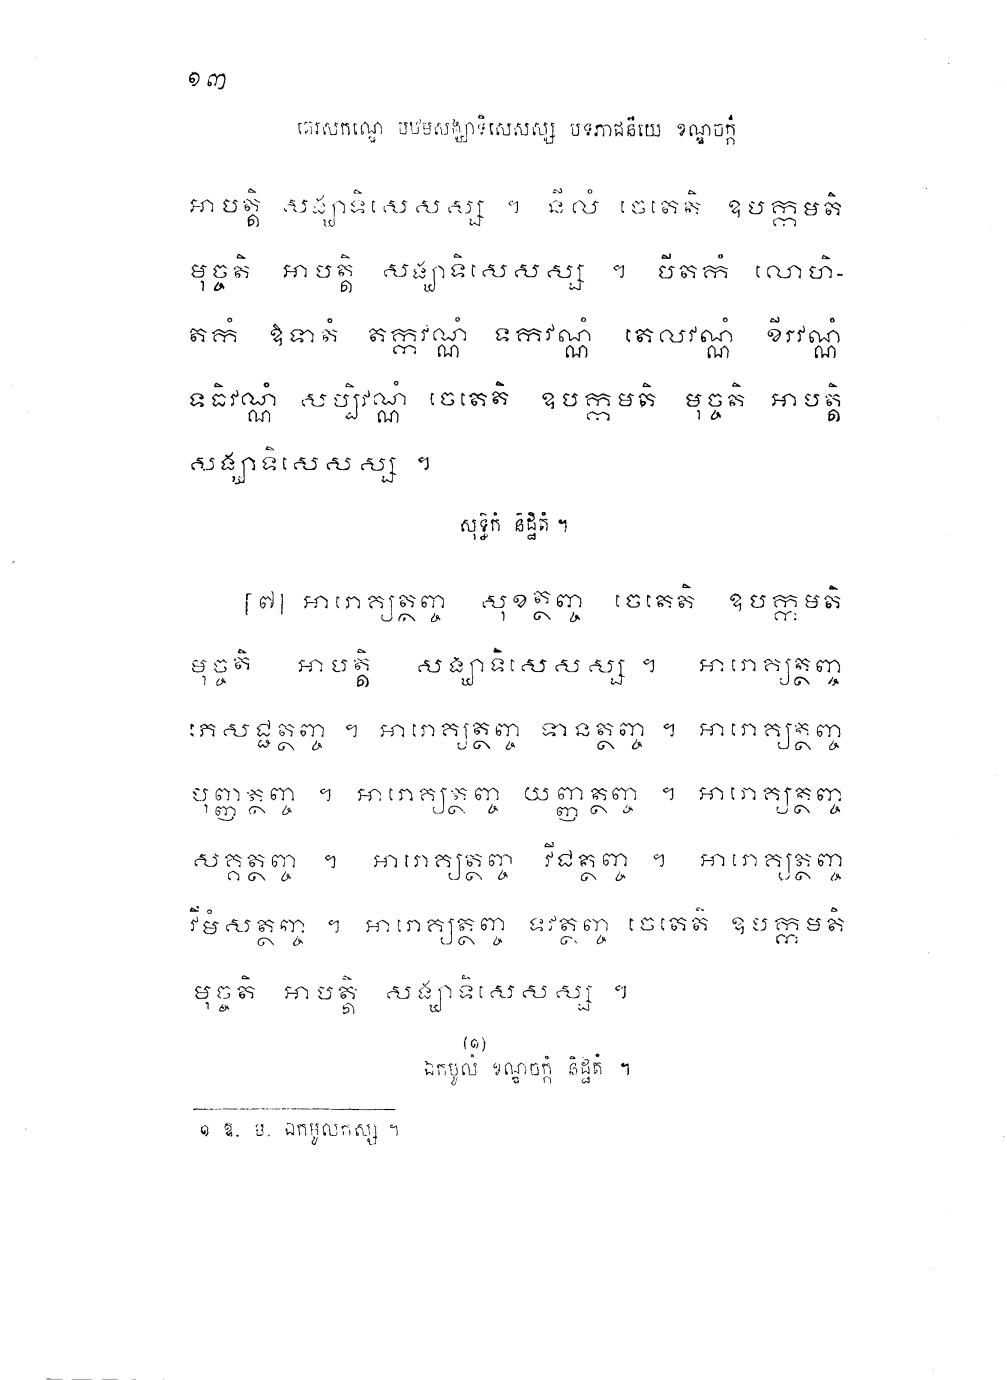 ១៣
តេរសកណ្ឌេ បឋមសង្ឃាទិសេសស្ស បទភាជនីយេ ខណ្ឌចក្កំ
អាបត្តិ សង្ឃាទិសេសស្ស ។ នីលំ ចេតេតិ ឧបក្កមតិ
មុច្ចតិ អាបត្តិ សង្ឃាទិសេសស្ស ។ បីតកំ លោហិ-
តកំ ឱទាតំ តក្កវណ្ណំ ទកវណ្ណំ តេលវណ្ណំ ខីរវណ្ណំ
ទធិវណ្ណំ សប្បិវណ្ណំ ចេតេតិ ឧបក្កមតិ មុច្ចតិ អាបត្តិ
សង្ឃាទិសេសស្ស ។
សុទ្ធិកំ និដ្ឋិតំ ។
[៧] អារោគ្យត្ថញ្ច សុខត្ថញ្ច ចេតេតិ ឧបក្កមតិ
មុច្ចតិ អាបត្តិ សង្ឃាទិសេសស្ស ។ អារោគ្យត្ថញ្ច
ភេសជ្ជត្ថញ្ច ។ អារោគ្យត្ថញ្ច ទានត្ថញ្ច ។ អារោគ្យត្ថញ្ច
បុញ្ញត្ថញ្ច ។ អារោគ្យត្ថញ្ច យញ្ញត្ថញ្ច ។ អារោគ្យត្ថញ្ច
សគ្គត្ថញ្ច ។ អារោគ្យត្ថញ្ច វីជត្ថញ្ច ។ អារោគ្យត្ថញ្ច
វីមំសត្ថញ្ច ។ អារោគ្យត្ថញ្ច ទវត្ថញ្ច ចេតេតិ ឧបក្កមតិ
មុច្ចតិ អាបត្តិ សង្ឃាទិសេសស្ស ។
(១)
ឯកមូលំ ខណ្ឌចក្កំ និដ្ឋិតំ ។
១ ឱ. ម. ឯកមូលកស្ស ។